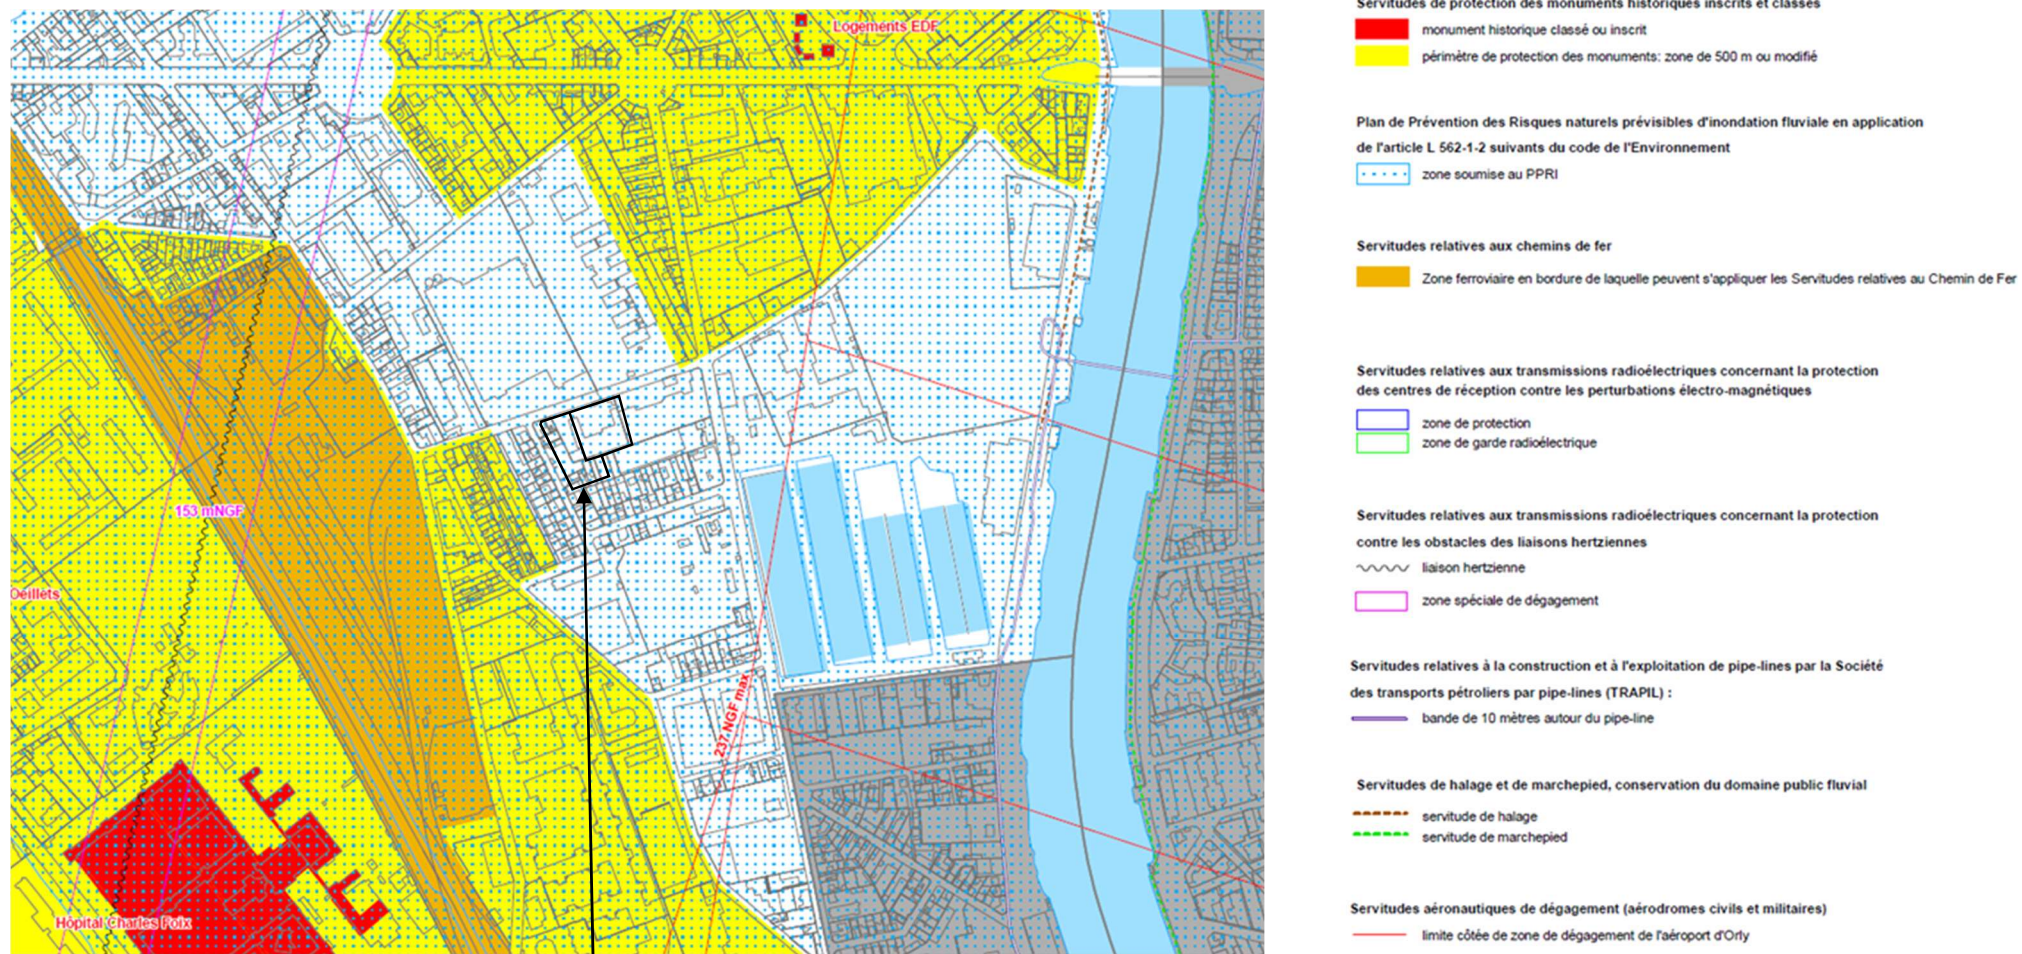 Logements EDF
153 mNGF
Oeillets
237 NGF max
Hôpital Charles Foix
Servitudes de protection des monuments historiques inscrits et classés
monument historique classé ou inscrit
périmètre de protection des monuments: zone de 500 m ou modifié
Plan de Prévention des Risques naturels prévisibles d'inondation fluviale en application
de l'article L 562-1-2 suivants du code de l'Environnement
zone soumise au PPRI
Servitudes relatives aux chemins de fer
Zone ferroviaire en bordure de laquelle peuvent s'appliquer les Servitudes relatives au Chemin de Fer
Servitudes relatives aux transmissions radioélectriques concernant la protection
des centres de réception contre les perturbations électro-magnétiques
zone de protection
zone de garde radioélectrique
Servitudes relatives aux transmissions radioélectriques concernant la protection
contre les obstacles des liaisons hertziennes
liaison hertzienne
zone spéciale de dégagement
Servitudes relatives à la construction et à l'exploitation de pipe-lines par la Société
des transports pétroliers par pipe-lines (TRAPIL) :
bande de 10 mètres autour du pipe-line
Servitudes de halage et de marchepied, conservation du domaine public fluvial
servitude de halage
servitude de marchepied
Servitudes aéronautiques de dégagement (aérodromes civils et militaires)
limite côtée de zone de dégagement de l'aéroport d'Orly